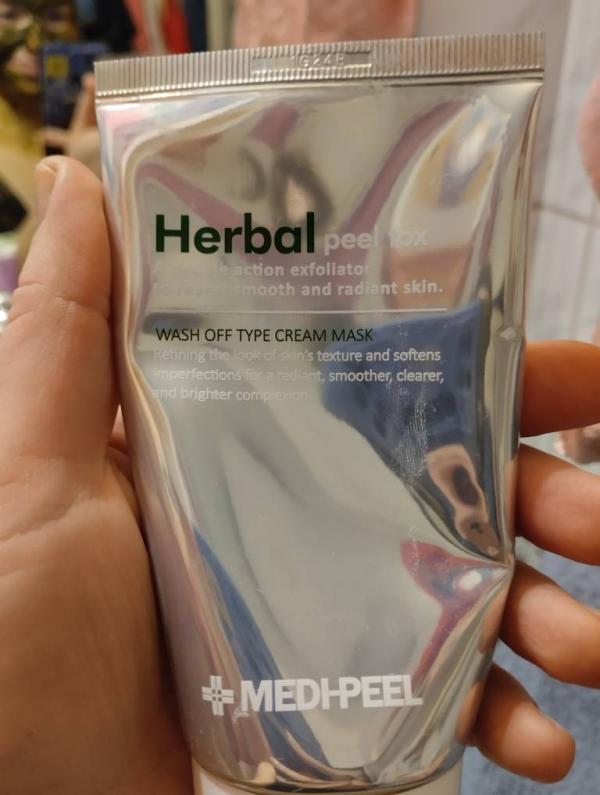 1G24B
Herbal peel tox
action exfoliator
smooth and radiant skin.
WASH OFF TYPE CREAM MASK
Refining the look of skin's texture and softens
imperfections for a radiant, smoother, clearer,
and brighter complexion
MEDI-PEEL